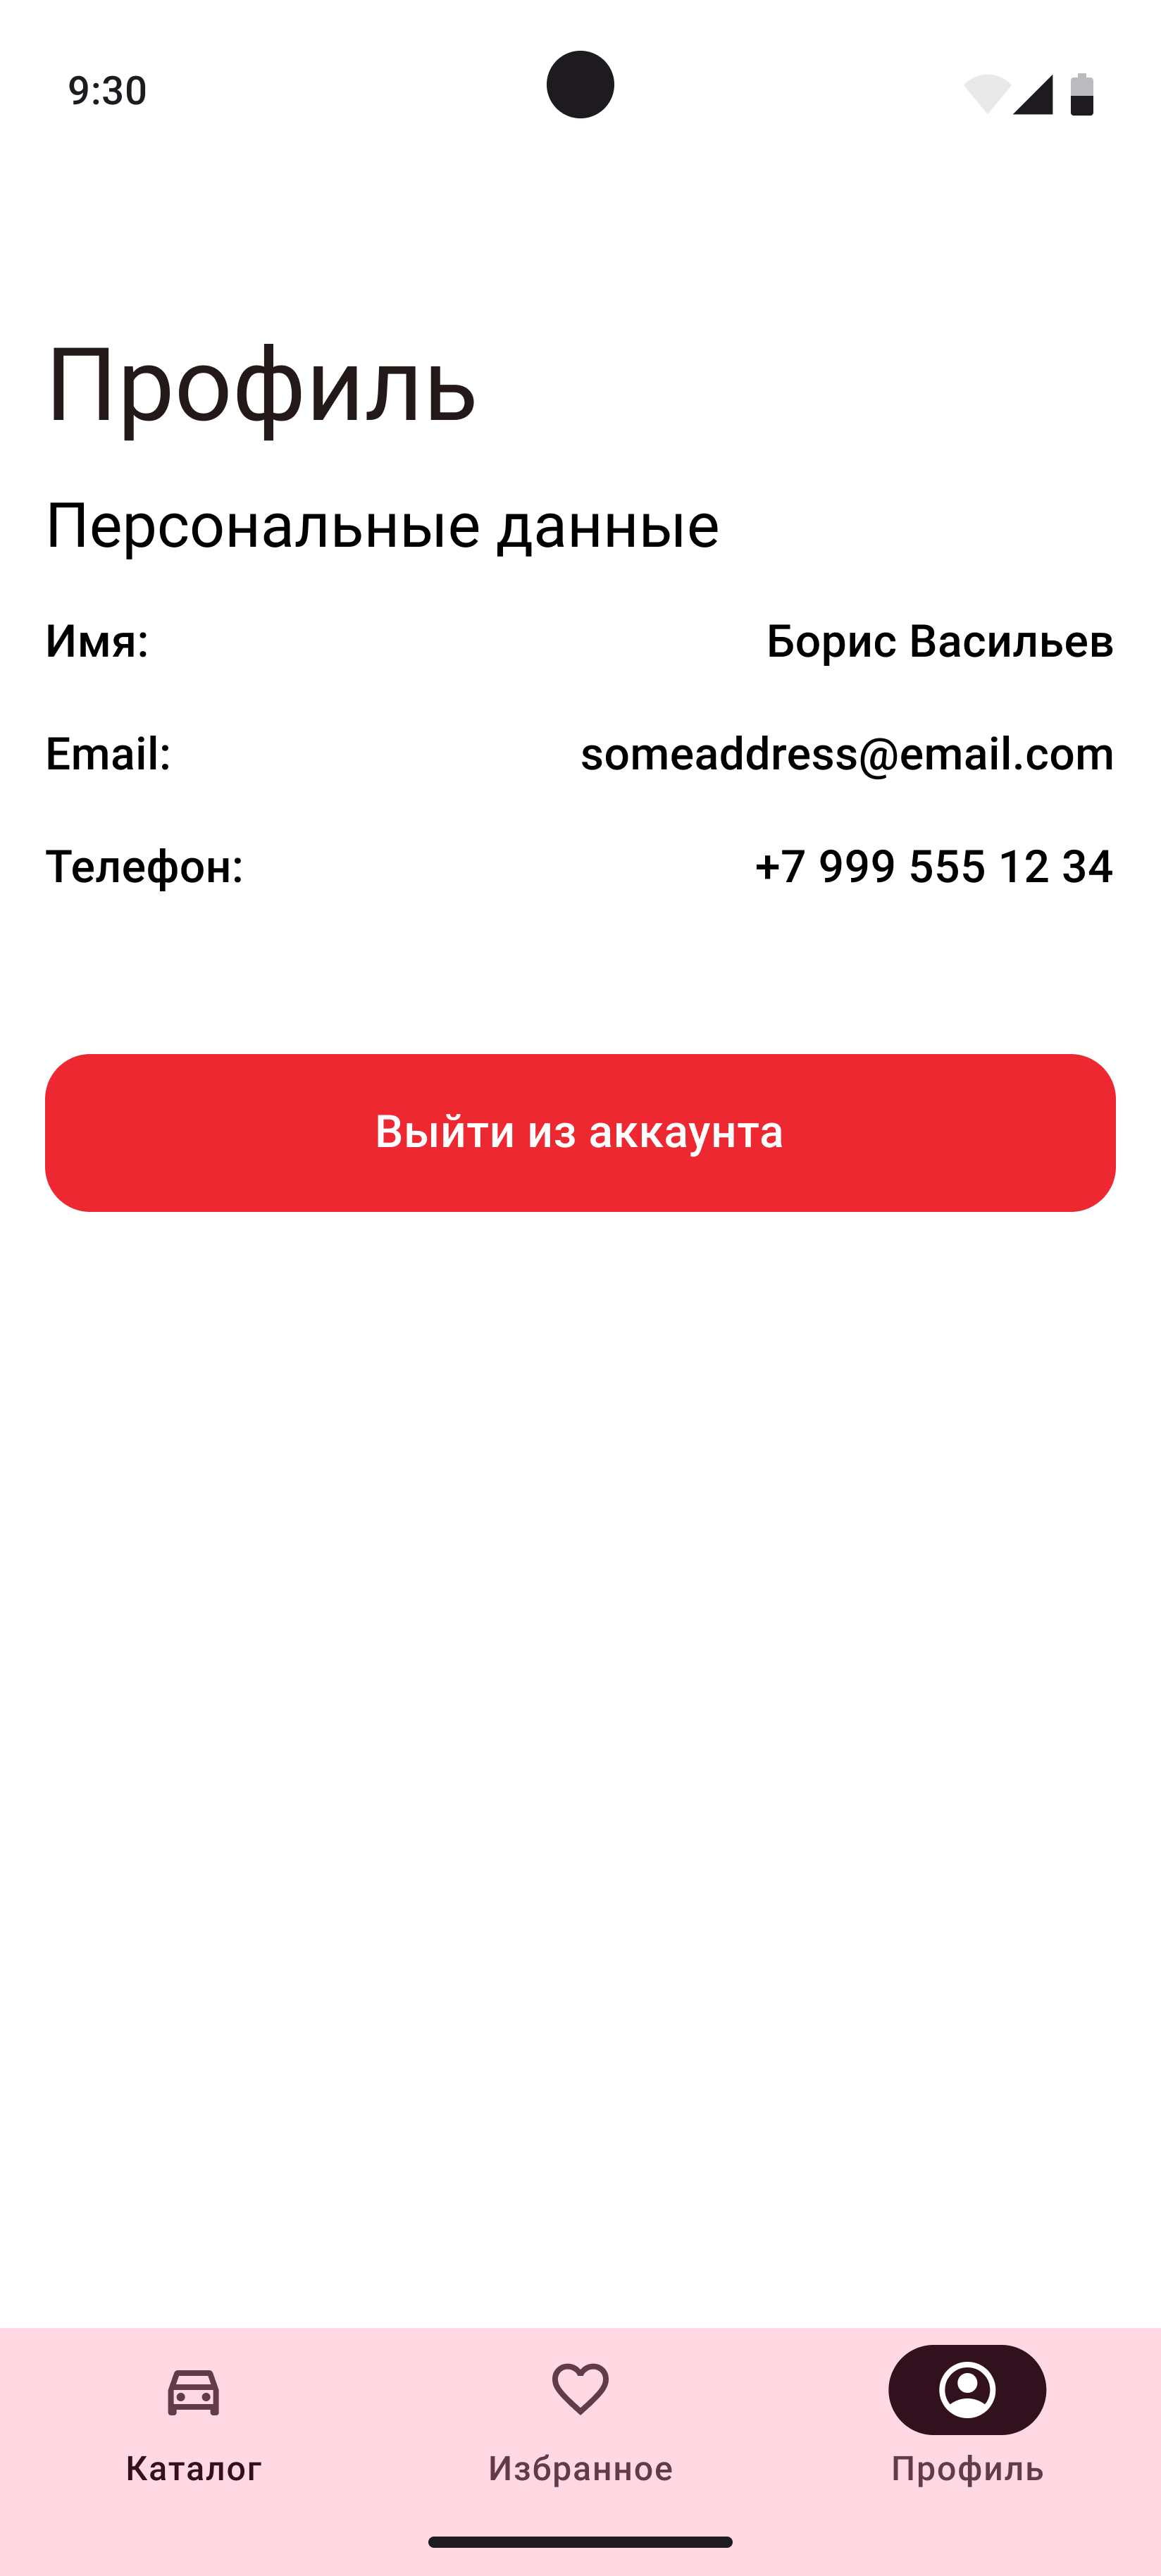 9:30
Профиль
Персональные данные
Имя: Борис Васильев
Email: someaddress@email.com
Телефон: +7 999 555 12 34
Выйти из аккаунта
Каталог Избранное Профиль